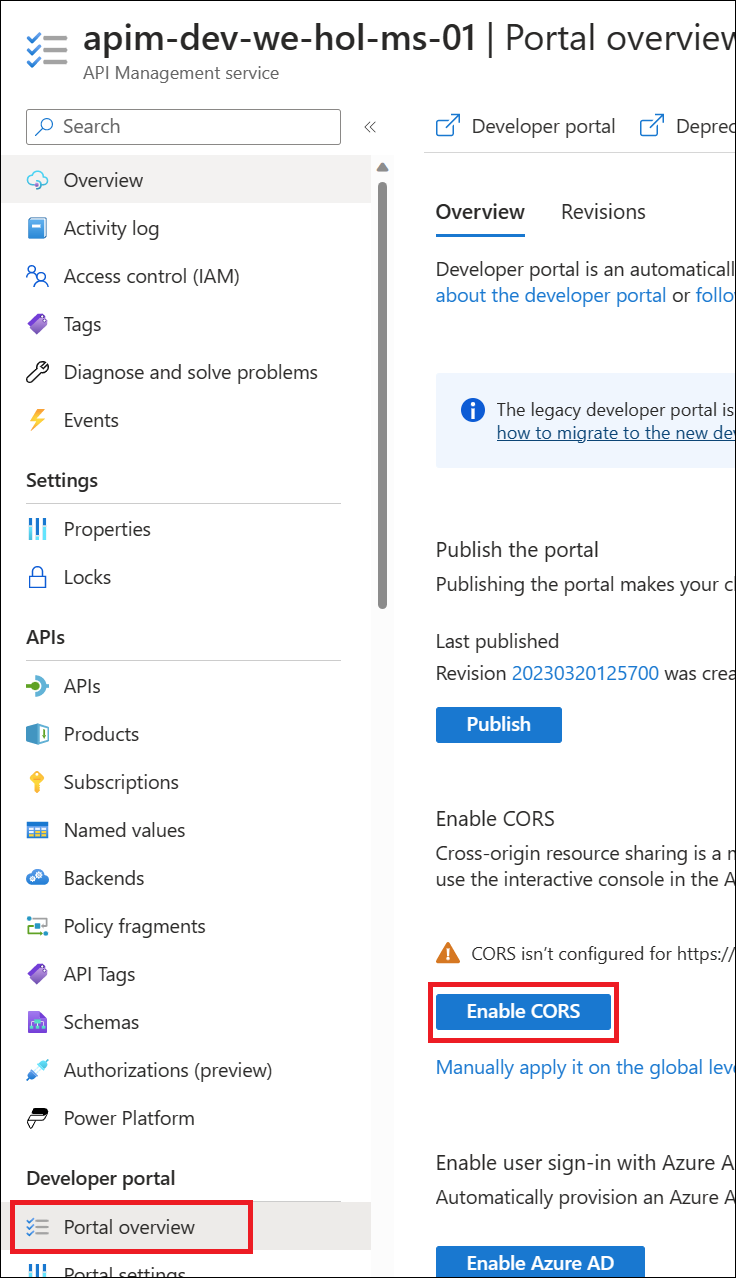 apim-dev-we-hol-ms-01 | Portal overview
API Management service
Search
«
Overview
Activity log
Access control (IAM)
Tags
Diagnose and solve problems
Events
Settings
Properties
Locks
APIs
APIs
Products
Subscriptions
Named values
Backends
Policy fragments
API Tags
Schemas
Authorizations (preview)
Power Platform
Developer portal
Portal overview
Portal settings
Developer portal Deprec
Overview Revisions
Developer portal is an automaticall
about the developer portal or follo
The legacy developer portal is
how to migrate to the new dev
Publish the portal
Publishing the portal makes your
Last published
Revision 20230320125700 was crea
Publish
Enable CORS
Cross-origin resource sharing is a
use the interactive console in the A
CORS isn't configured for https://
Enable CORS
Manually apply it on the global leve
Enable user sign-in with Azure A
Automatically provision an Azure A
Enable Azure AD